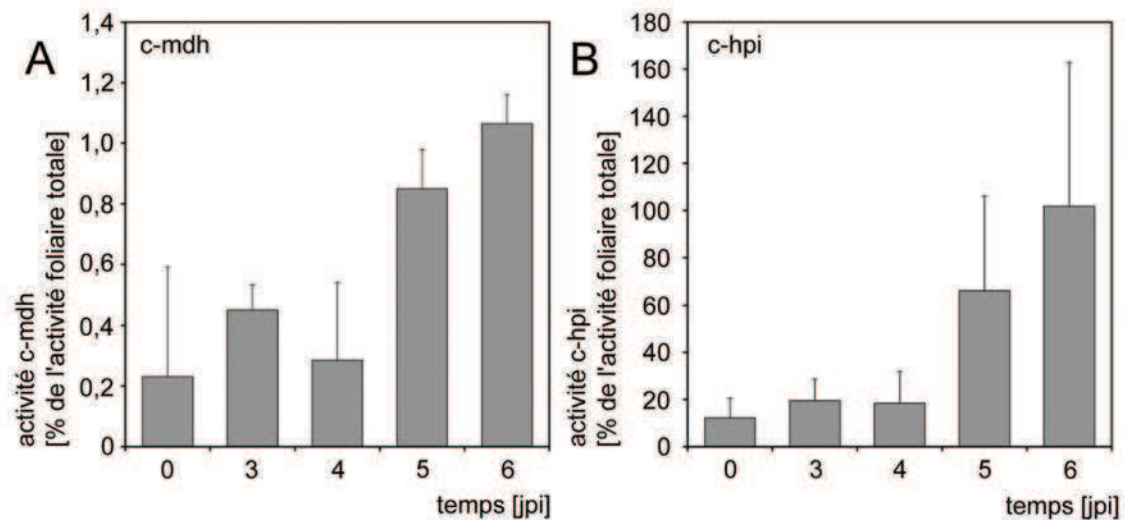 A
c-mdh
activité c-mdh
[% de l'activité foliaire totale]
1,4
1,2
1,0
0,8
0,6
0,4
0,2
0
0 3 4 5 6
temps [jpi]
B
c-hpi
activité c-hpi
[% de l'activité foliaire totale]
180
160
140
120
100
80
60
40
20
0
0 3 4 5 6
temps [jpi]